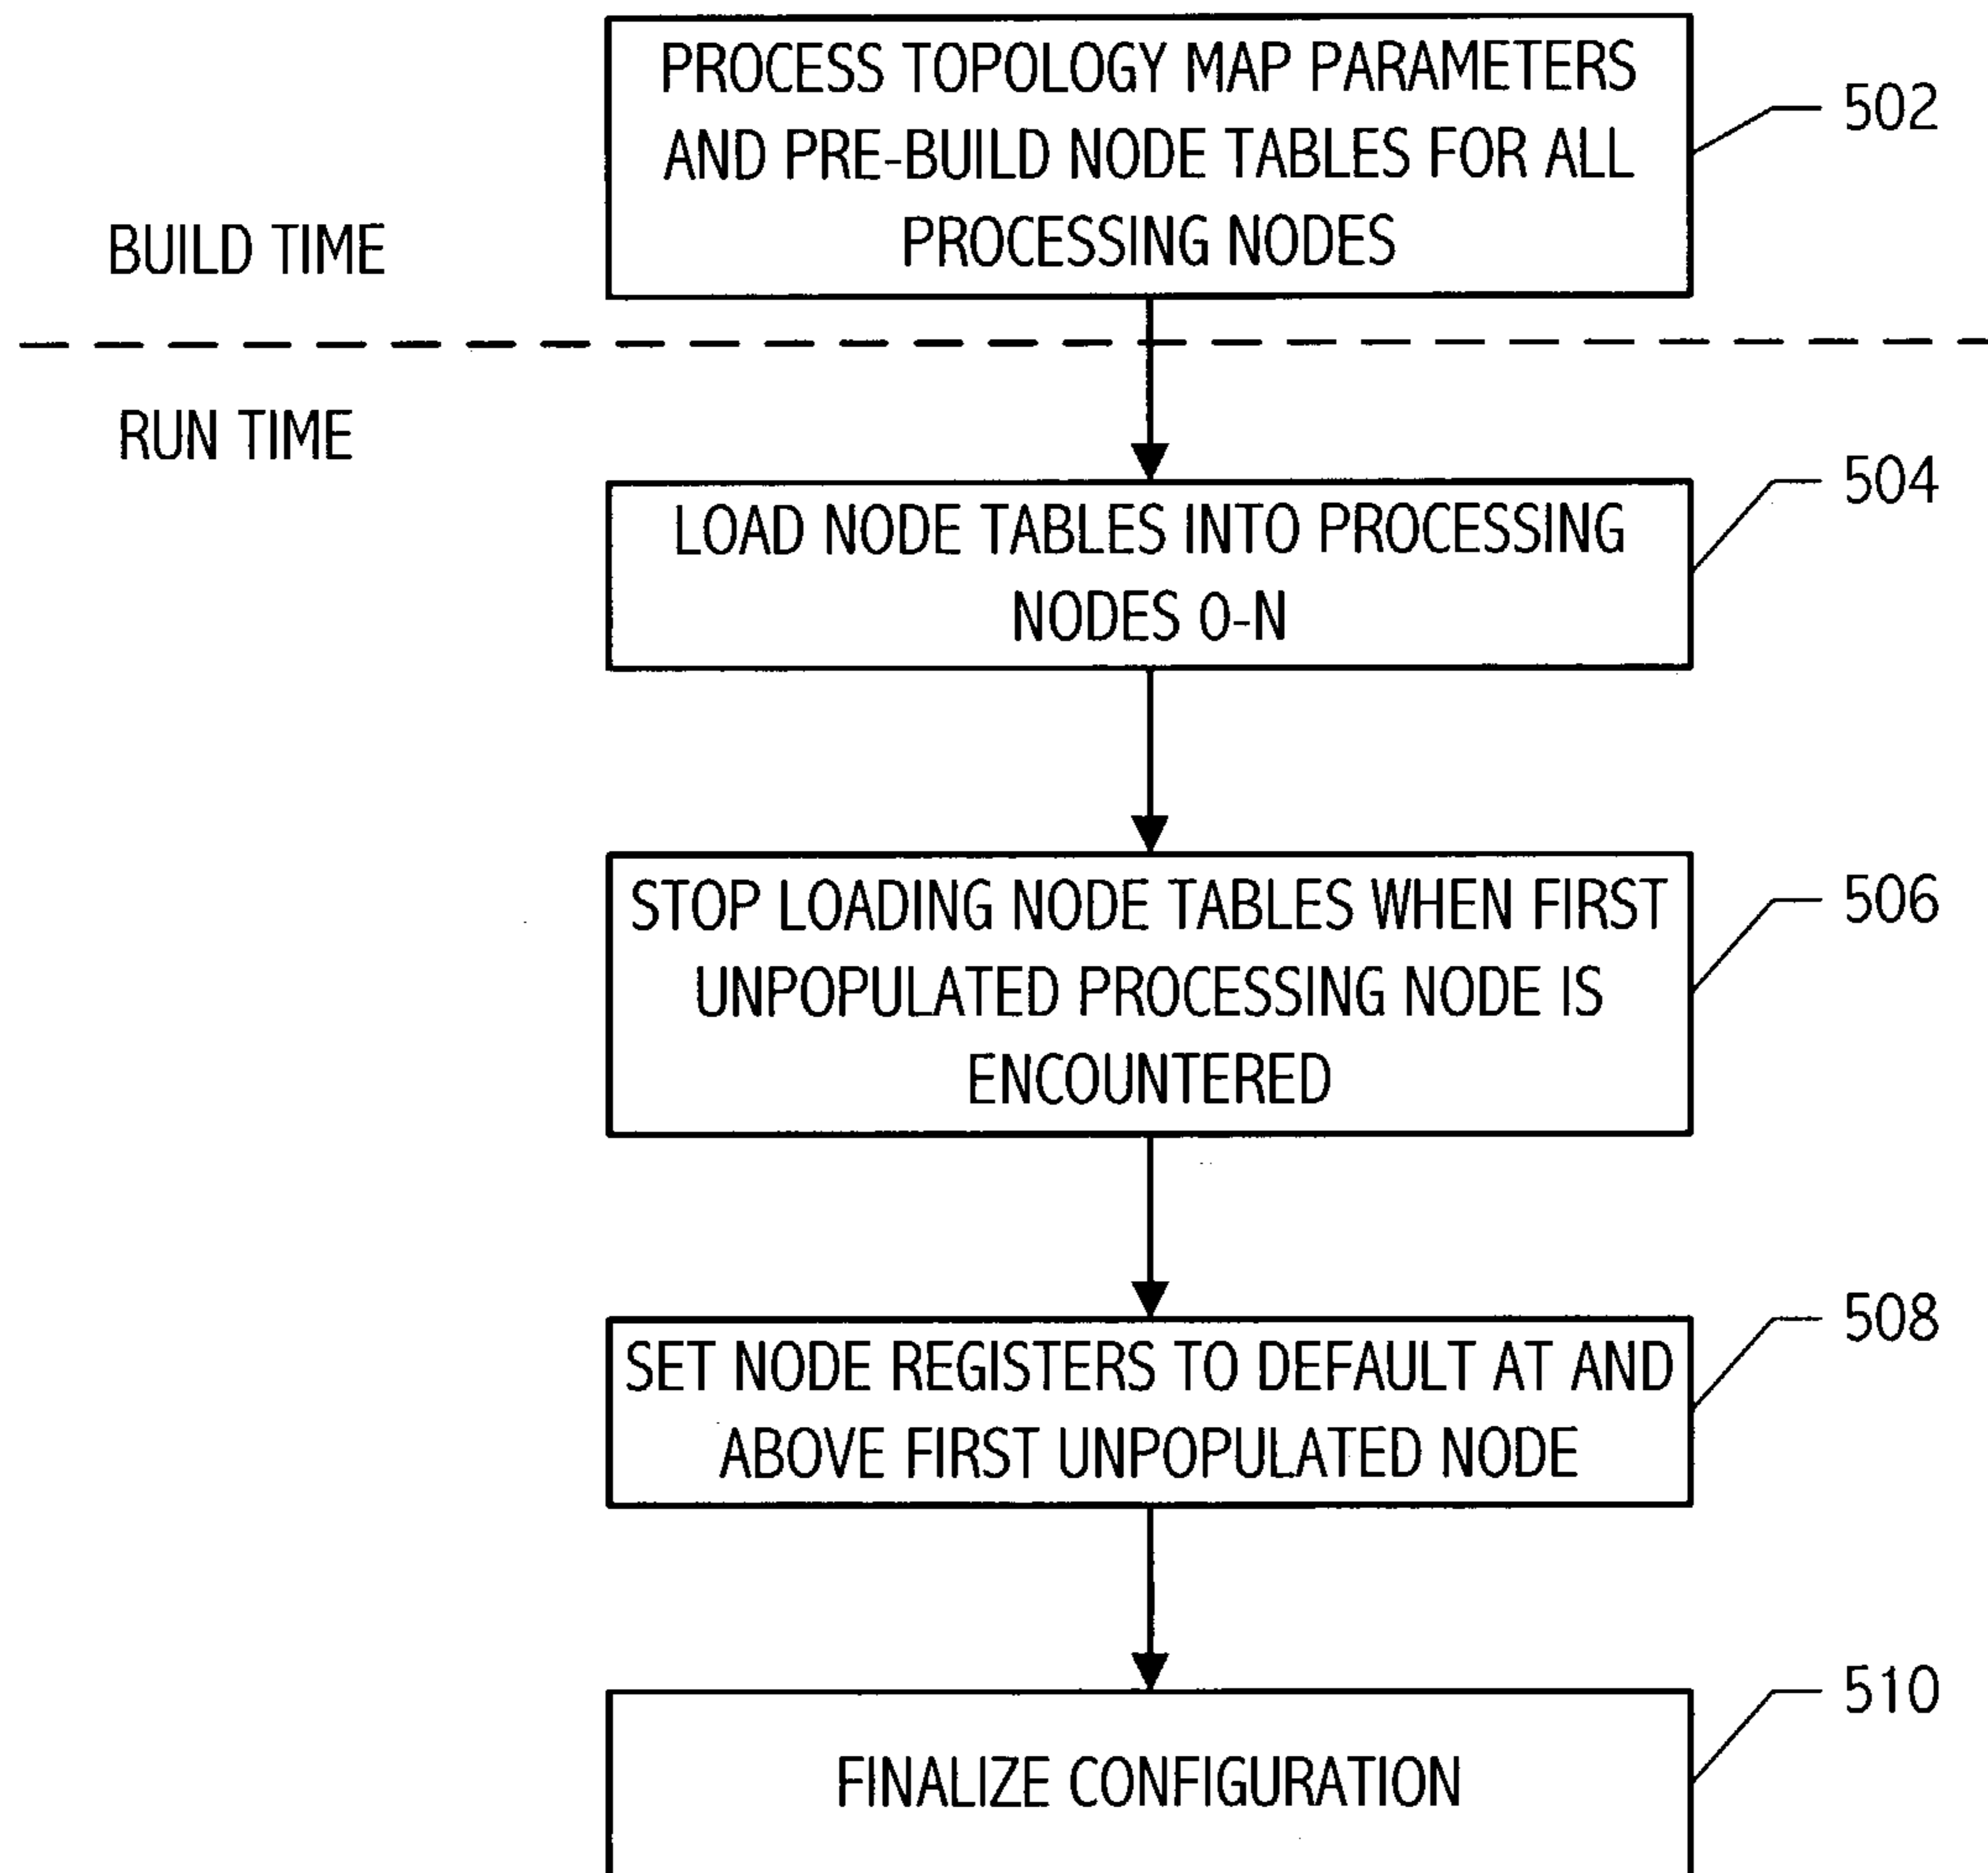 PROCESS TOPOLOGY MAP PARAMETERS
AND PRE-BUILD NODE TABLES FOR ALL
PROCESSING NODES
502
BUILD TIME
RUN TIME
LOAD NODE TABLES INTO PROCESSING
NODES 0-N
504
STOP LOADING NODE TABLES WHEN FIRST
UNPOPULATED PROCESSING NODE IS
ENCOUNTERED
506
SET NODE REGISTERS TO DEFAULT AT AND
ABOVE FIRST UNPOPULATED NODE
508
FINALIZE CONFIGURATION
510